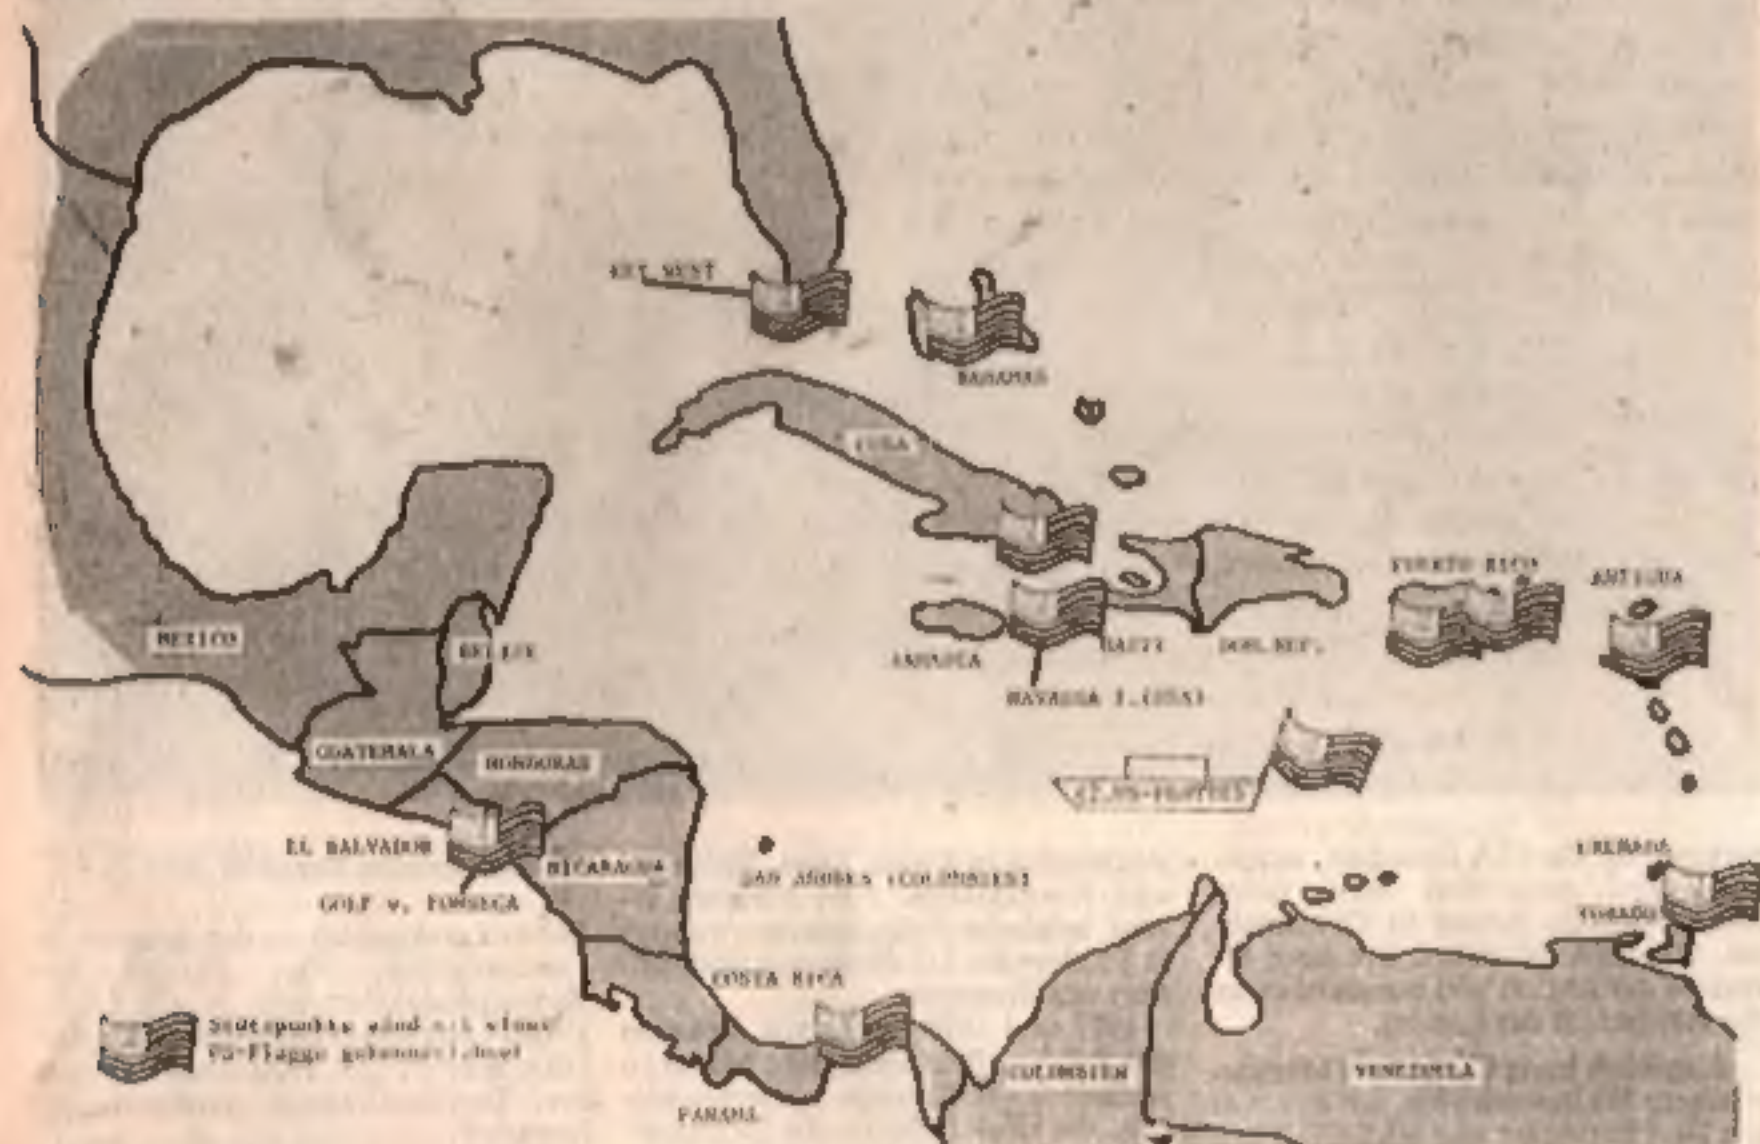 KEY WEST
BAHAMAS
CUBA
PUERTO RICO
ANTIGUA
MEXICO
BELIZE
JAMAICA
HAITI
DOM.REP.
NAVASSA I.(USA)
GUATEMALA
HONDURAS
EL SALVADOR
NICARAGUA
GOLF v. FONSECA
SAN ANDRES (COLUMBIEN)
GRENADA
TOBAGO
COSTA RICA
Stützpunkte sind mit einer
US-Flagge gekennzeichnet
COLUMBIEN
VENEZUELA
PANAMA